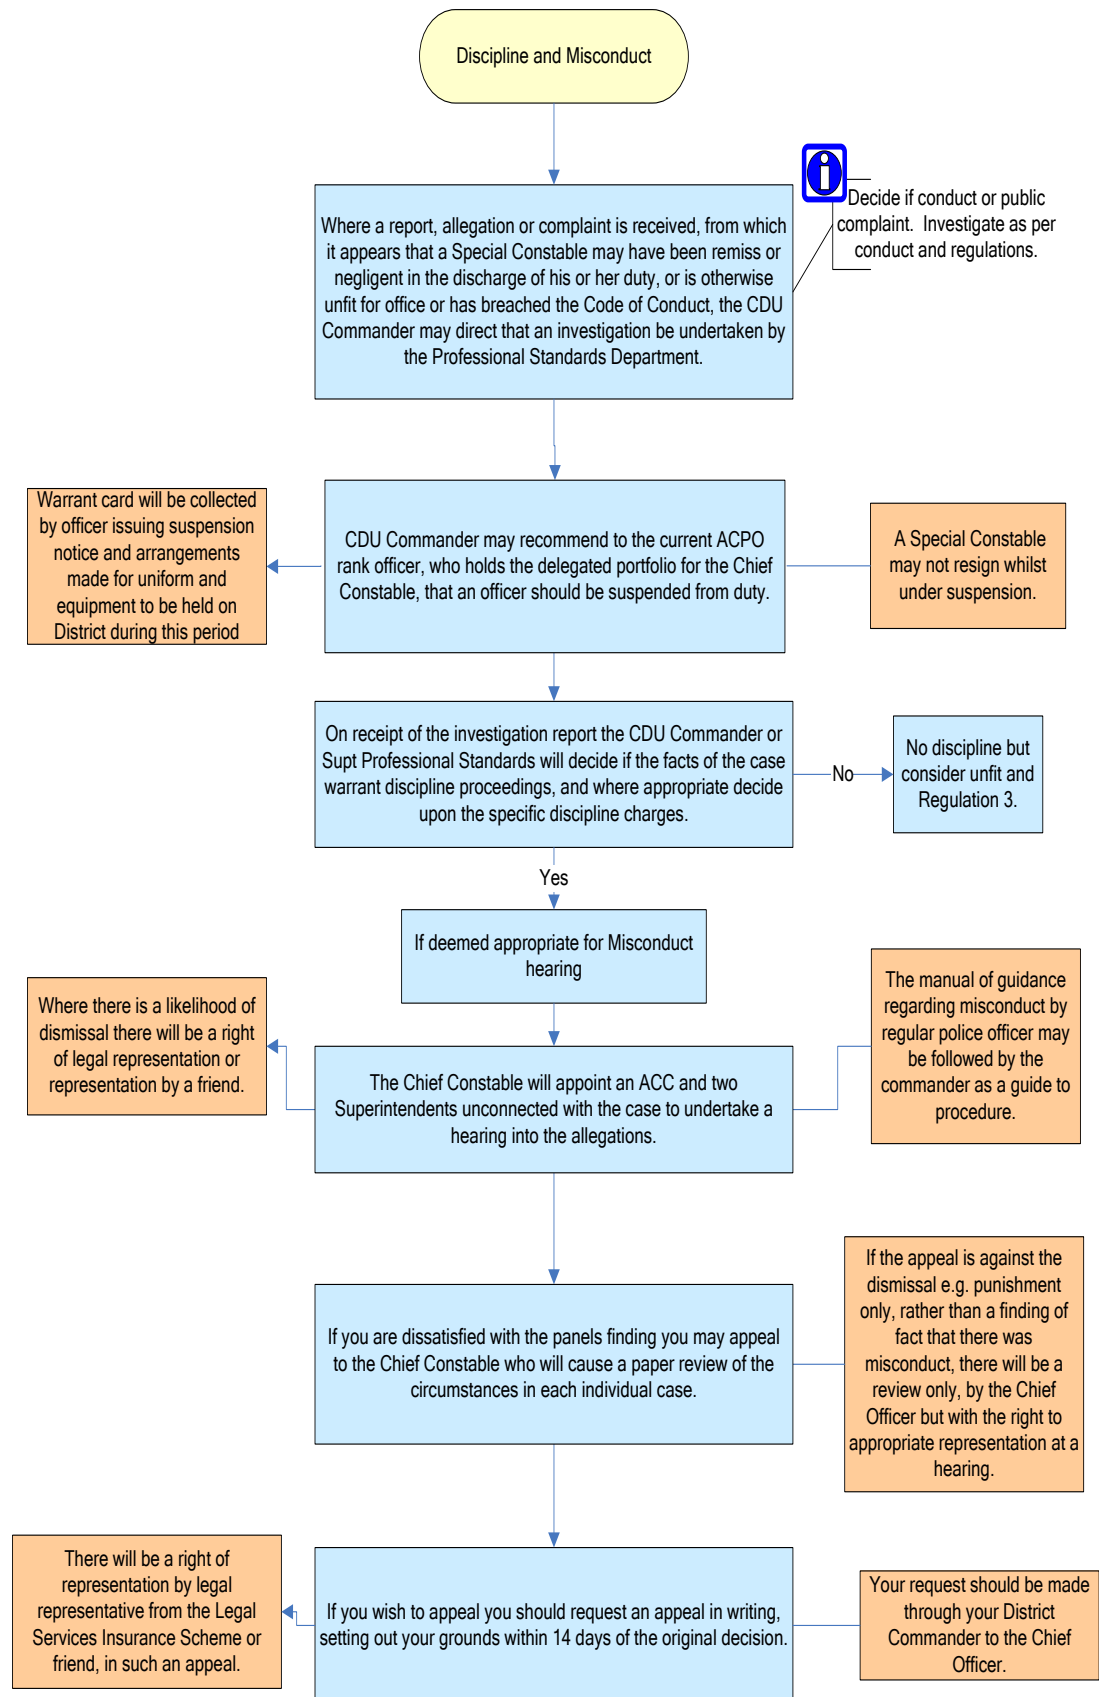 Discipline and Misconduct
Where a report, allegation or complaint is received, from which
it appears that a Special Constable may have been remiss or
negligent in the discharge of his or her duty, or is otherwise
unfit for office or has breached the Code of Conduct, the CDU
Commander may direct that an investigation be undertaken by
the Professional Standards Department.
Decide if conduct or public
complaint.  Investigate as per
conduct and regulations.
Warrant card will be collected
by officer issuing suspension
notice and arrangements
made for uniform and
equipment to be held on
District during this period
CDU Commander may recommend to the current ACPO
rank officer, who holds the delegated portfolio for the Chief
Constable, that an officer should be suspended from duty.
A Special Constable
may not resign whilst
under suspension.
On receipt of the investigation report the CDU Commander or
Supt Professional Standards will decide if the facts of the case
warrant discipline proceedings, and where appropriate decide
upon the specific discipline charges.
No
No discipline but
consider unfit and
Regulation 3.
Yes
If deemed appropriate for Misconduct
hearing
Where there is a likelihood of
dismissal there will be a right
of legal representation or
representation by a friend.
The Chief Constable will appoint an ACC and two
Superintendents unconnected with the case to undertake a
hearing into the allegations.
The manual of guidance
regarding misconduct by
regular police officer may
be followed by the
commander as a guide to
procedure.
If you are dissatisfied with the panels finding you may appeal
to the Chief Constable who will cause a paper review of the
circumstances in each individual case.
If the appeal is against the
dismissal e.g. punishment
only, rather than a finding of
fact that there was
misconduct, there will be a
review only, by the Chief
Officer but with the right to
appropriate representation at a
hearing.
There will be a right of
representation by legal
representative from the Legal
Services Insurance Scheme or
friend, in such an appeal.
If you wish to appeal you should request an appeal in writing,
setting out your grounds within 14 days of the original decision.
Your request should be made
through your District
Commander to the Chief
Officer.